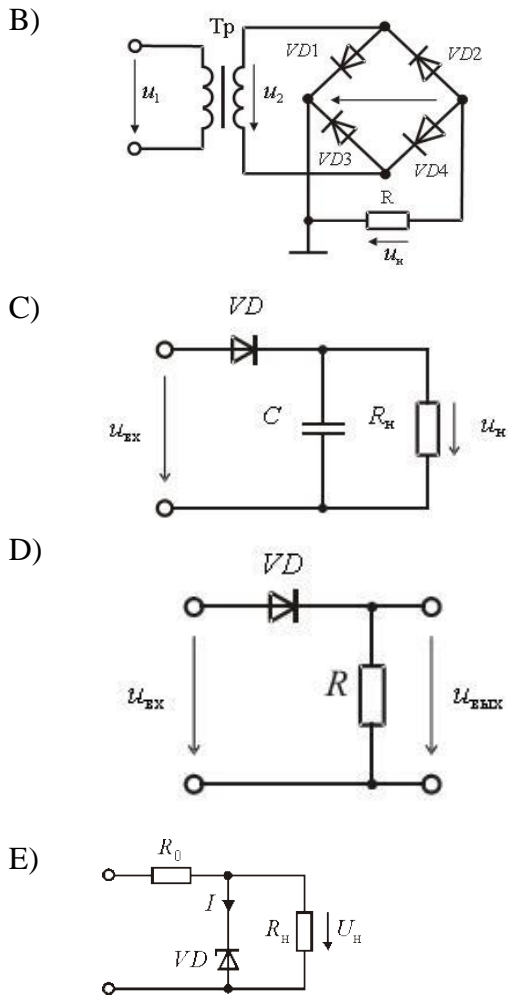 B)
Тр
VD1
VD2
u₁
u₂
VD3
VD4
R
uн
C)
VD
uвх
C
Rн
uн
D)
VD
uвх
R
uвых
E)
R₀
I
Rн
Uн
VD